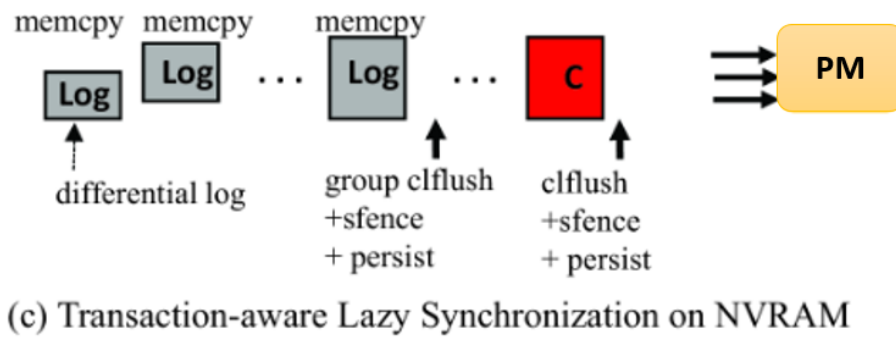 memcpy memcpy memcpy
Log Log ... Log ... C PM
differential log
group clflush
+sfence
+ persist
clflush
+sfence
+ persist
(c) Transaction-aware Lazy Synchronization on NVRAM